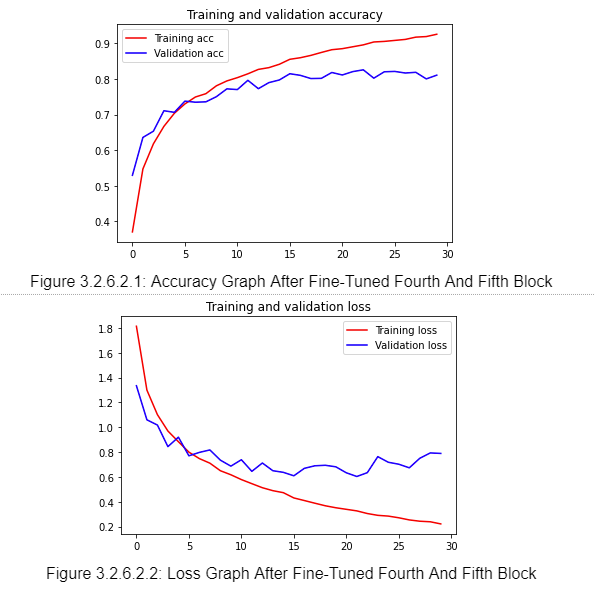 Training and validation accuracy
Training acc
Validation acc
0.9
0.8
0.7
0.6
0.5
0.4
0 5 10 15 20 25 30
Figure 3.2.6.2.1: Accuracy Graph After Fine-Tuned Fourth And Fifth Block
Training and validation loss
Training loss
Validation loss
1.8
1.6
1.4
1.2
1.0
0.8
0.6
0.4
0.2
0 5 10 15 20 25 30
Figure 3.2.6.2.2: Loss Graph After Fine-Tuned Fourth And Fifth Block